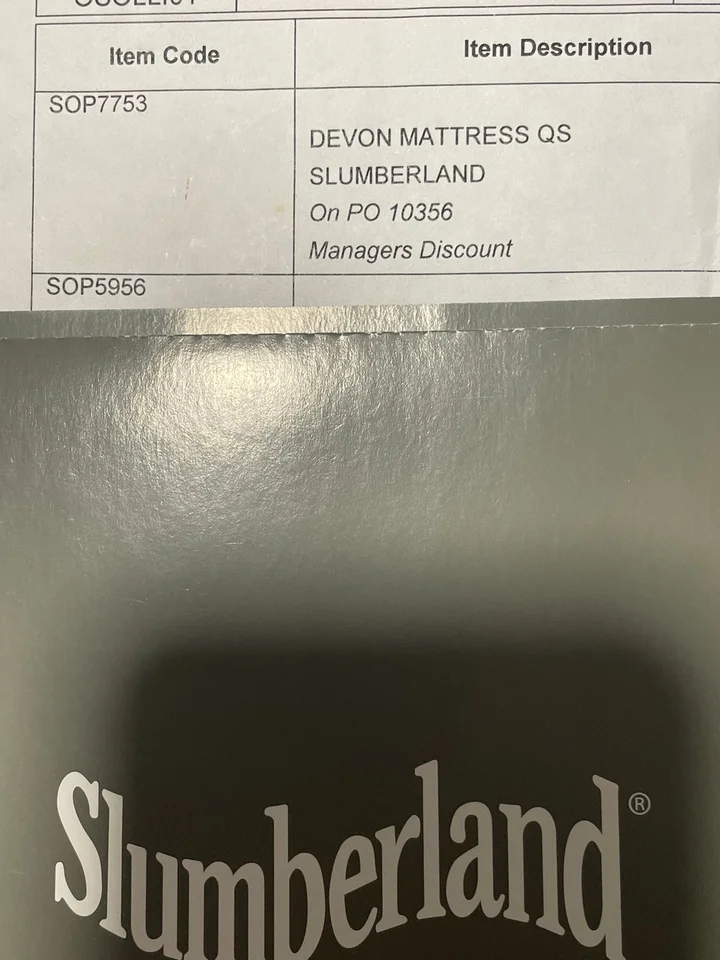 Item Code
Item Description
SOP7753
DEVON MATTRESS QS
SLUMBERLAND
On PO 10356
Managers Discount
SOP5956
Slumberland®